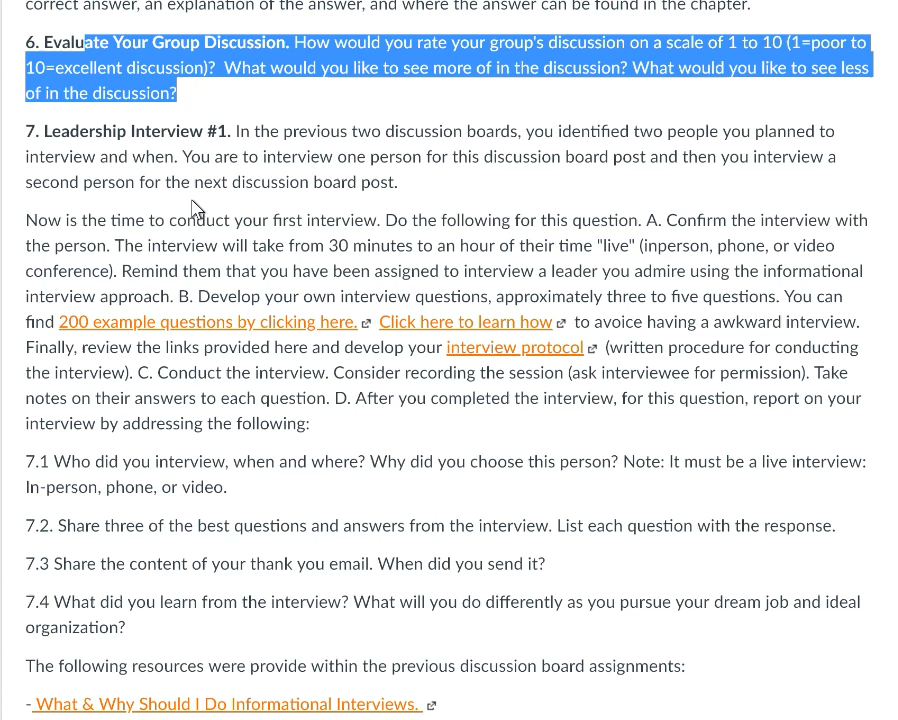 correct answer, an explanation of the answer, and where the answer can be found in the chapter.
6. Evaluate Your Group Discussion. How would you rate your group's discussion on a scale of 1 to 10 (1=poor to
10=excellent discussion)?  What would you like to see more of in the discussion? What would you like to see less
of in the discussion?
7. Leadership Interview #1. In the previous two discussion boards, you identified two people you planned to
interview and when. You are to interview one person for this discussion board post and then you interview a
second person for the next discussion board post.
Now is the time to conduct your first interview. Do the following for this question. A. Confirm the interview with
the person. The interview will take from 30 minutes to an hour of their time "live" (inperson, phone, or video
conference). Remind them that you have been assigned to interview a leader you admire using the informational
interview approach. B. Develop your own interview questions, approximately three to five questions. You can
find 200 example questions by clicking here. Click here to learn how to avoice having a awkward interview.
Finally, review the links provided here and develop your interview protocol (written procedure for conducting
the interview). C. Conduct the interview. Consider recording the session (ask interviewee for permission). Take
notes on their answers to each question. D. After you completed the interview, for this question, report on your
interview by addressing the following:
7.1 Who did you interview, when and where? Why did you choose this person? Note: It must be a live interview:
In-person, phone, or video.
7.2. Share three of the best questions and answers from the interview. List each question with the response.
7.3 Share the content of your thank you email. When did you send it?
7.4 What did you learn from the interview? What will you do differently as you pursue your dream job and ideal
organization?
The following resources were provide within the previous discussion board assignments:
- What & Why Should I Do Informational Interviews.